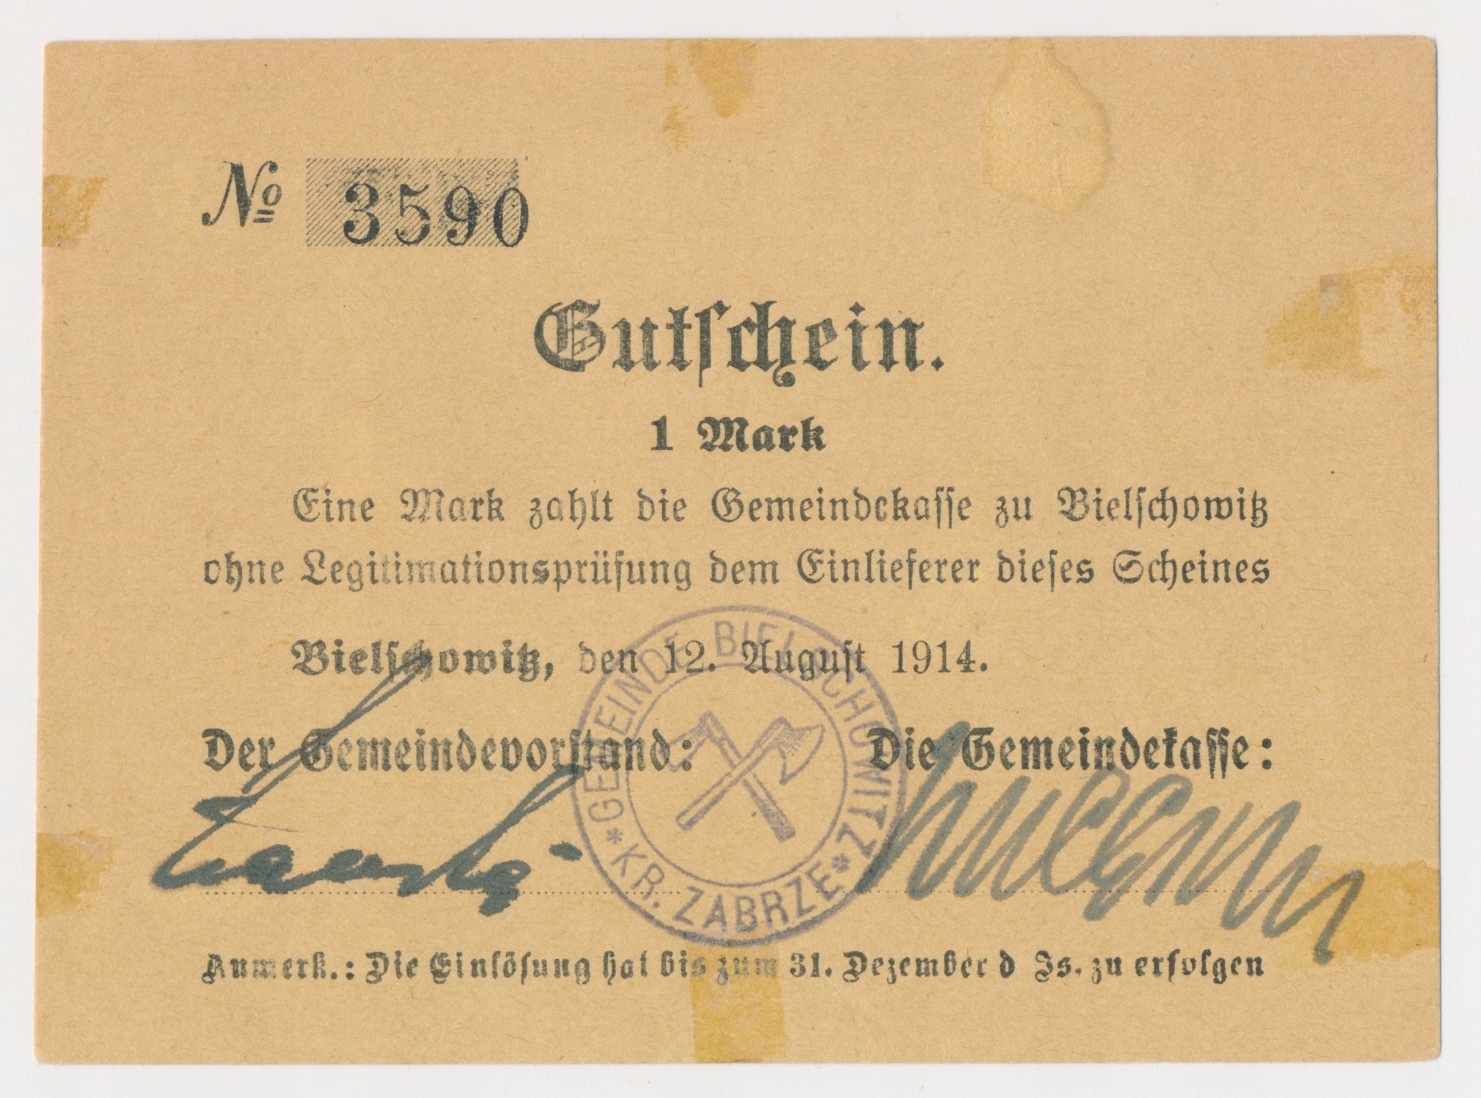 № 3590
Gutschein.
1 Mark
Eine Mark zahlt die Gemeindekasse zu Bielschowitz
ohne Legitimationsprüfung dem Einlieferer dieses Scheines
Bielschowitz, den 12. August 1914.
Der Gemeindevorstand: Die Gemeindekasse:
*GEMEINDE BIELSCHOWITZ*
KR. ZABRZE
Anmerk.: Die Einlösung hat bis zum 31. Dezember d Js. zu erfolgen